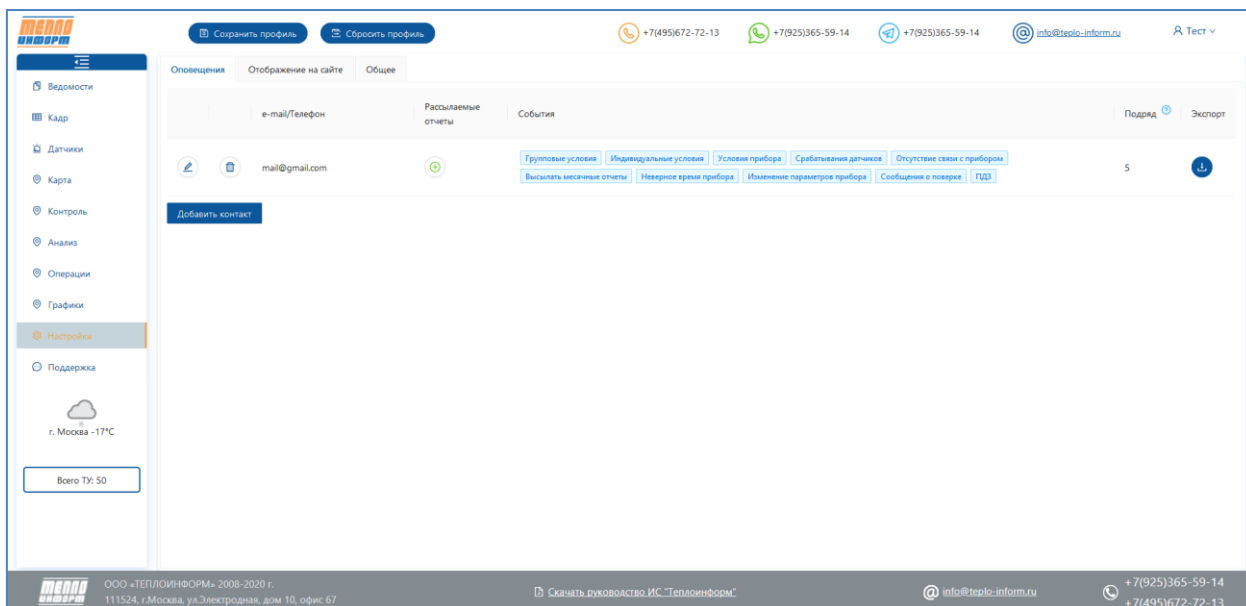 ТЕПЛО
ИНФОРМ
Сохранить профиль
Сбросить профиль
+7(495)672-72-13
+7(925)365-59-14
+7(925)365-59-14
info@teplo-inform.ru
Тест
Оповещения
Отображение на сайте
Общее
Ведомости
Кадр
Датчики
Карта
Контроль
Анализ
Операции
Графики
Настройки
Поддержка
г. Москва -17°C
Всего ТУ: 50
e-mail/Телефон
Рассылаемые
отчеты
События
Подряд
Экспорт
mail@gmail.com
Групповые условия Индивидуальные условия Условия прибора Срабатывания датчиков Отсутствие связи с прибором
Высылать месячные отчеты Неверное время прибора Изменение параметров прибора Сообщения о поверке ПДЗ
5
Добавить контакт
ТЕПЛО
ИНФОРМ
ООО «ТЕПЛОИНФОРМ» 2008-2020 г.
111524, г.Москва, ул.Электродная, дом 10, офис 67
Скачать руководство ИС "Теплоинформ"
info@teplo-inform.ru
+7(925)365-59-14
+7(495)672-72-13